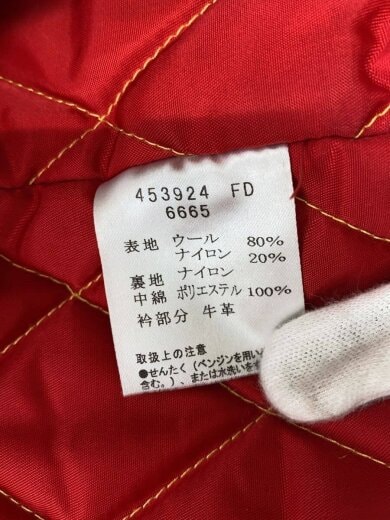 453924 FD
6665
表地 ウール 80%
ナイロン 20%
裏地 ナイロン
中綿 ポリエステル 100%
衿部分 牛革
取扱上の注意
●せんたく(ベンジンを用い
含む。)、または水洗いをす